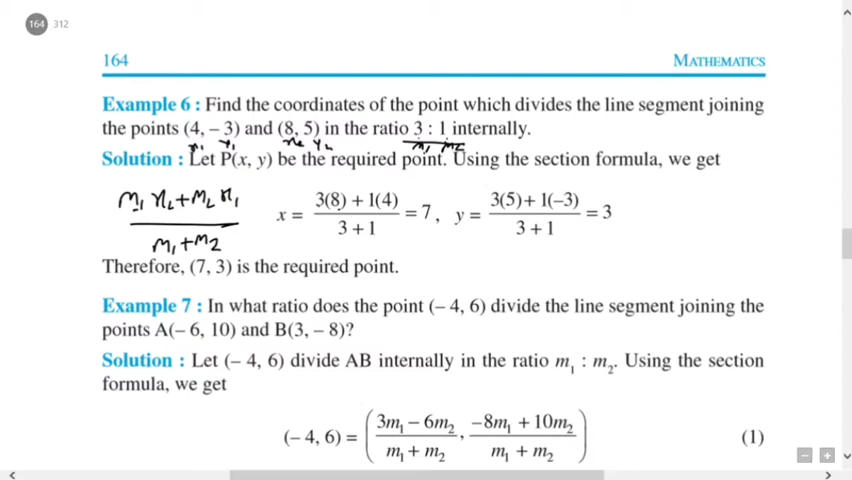 164 312
164 MATHEMATICS
Example 6 : Find the coordinates of the point which divides the line segment joining
the points (4, – 3) and (8, 5) in the ratio 3 : 1 internally.
x₁ y₁ x₂ y₂ m₁ m₂
Solution : Let P(x, y) be the required point. Using the section formula, we get
m₁ x₂ + m₂ x₁ / m₁ + m₂
x = 3(8) + 1(4) / 3 + 1 = 7, y = 3(5) + 1(–3) / 3 + 1 = 3
Therefore, (7, 3) is the required point.
Example 7 : In what ratio does the point (– 4, 6) divide the line segment joining the
points A(– 6, 10) and B(3, – 8)?
Solution : Let (– 4, 6) divide AB internally in the ratio m₁ : m₂. Using the section
formula, we get
(– 4, 6) = ( 3m₁ – 6m₂ / m₁ + m₂ , –8m₁ + 10m₂ / m₁ + m₂ ) (1)